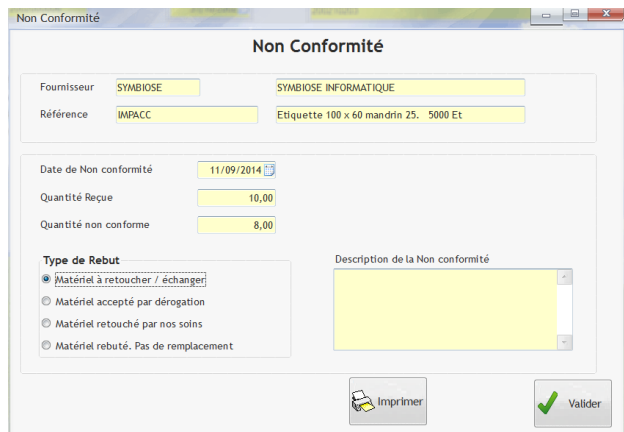 Non Conformité
Non Conformité
Fournisseur SYMBIOSE SYMBIOSE INFORMATIQUE
Référence IMPACC Etiquette 100 x 60 mandrin 25. 5000 Et
Date de Non conformité 11/09/2014
Quantité Reçue 10,00
Quantité non conforme 8,00
Type de Rebut
Matériel à retoucher / échanger
Matériel accepté par dérogation
Matériel retouché par nos soins
Matériel rebuté. Pas de remplacement
Description de la Non conformité
Imprimer
Valider